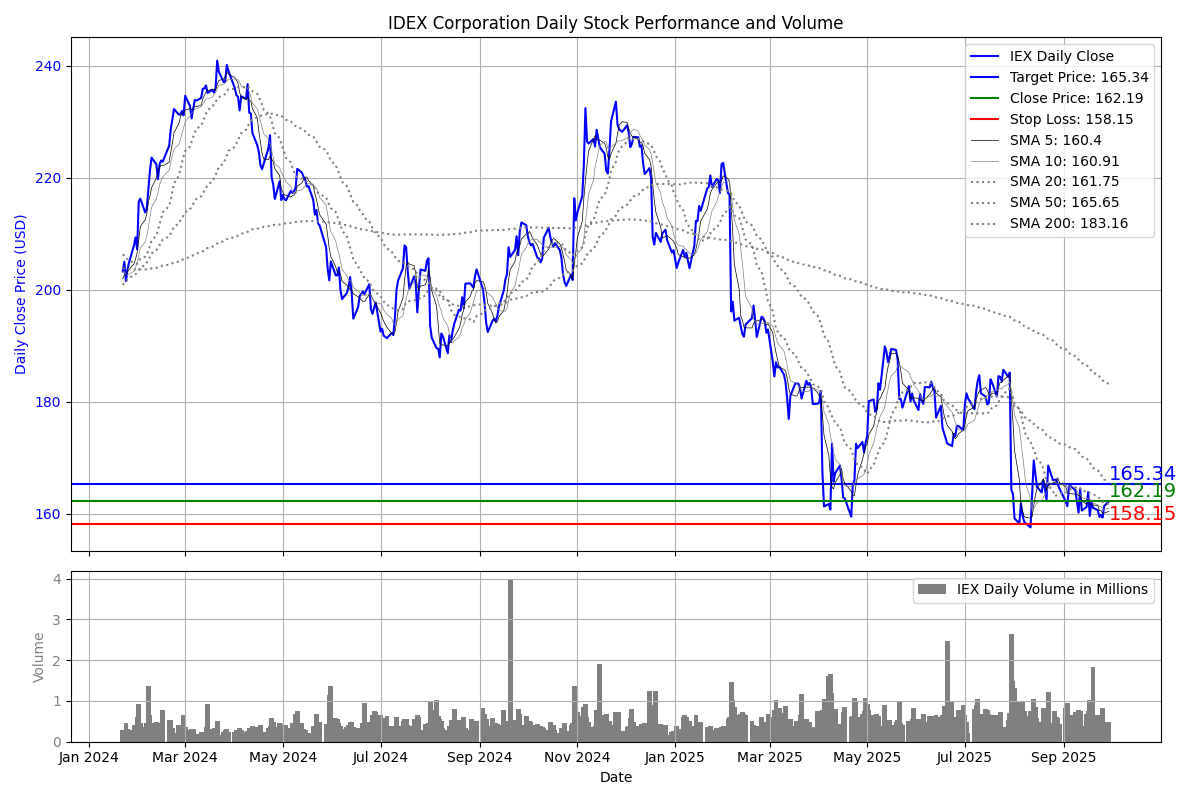 IDEX Corporation Daily Stock Performance and Volume
Daily Close Price (USD)
240
220
200
180
160
IEX Daily Close
Target Price: 165.34
Close Price: 162.19
Stop Loss: 158.15
SMA 5: 160.4
SMA 10: 160.91
SMA 20: 161.75
SMA 50: 165.65
SMA 200: 183.16
165.34
162.19
158.15
Volume
4
3
2
1
0
IEX Daily Volume in Millions
Jan 2024 Mar 2024 May 2024 Jul 2024 Sep 2024 Nov 2024 Jan 2025 Mar 2025 May 2025 Jul 2025 Sep 2025
Date